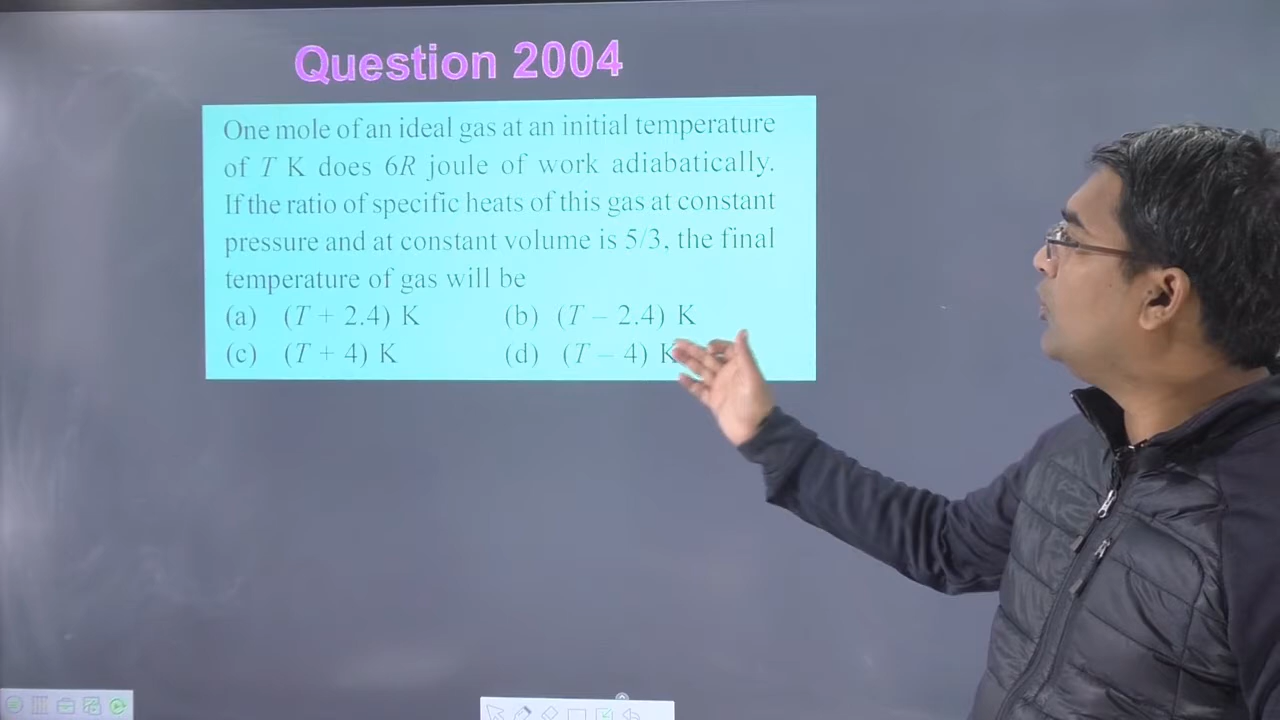 Question 2004
One mole of an ideal gas at an initial temperature
of T K does 6R joule of work adiabatically.
If the ratio of specific heats of this gas at constant
pressure and at constant volume is 5/3, the final
temperature of gas will be
(a) (T + 2.4) K (b) (T – 2.4) K
(c) (T + 4) K (d) (T – 4) K